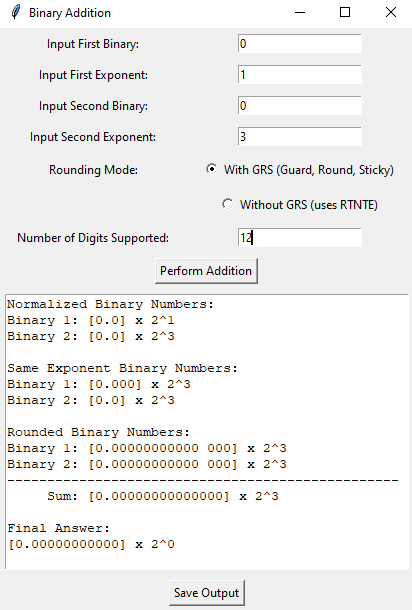 Binary Addition
Input First Binary: 0
Input First Exponent: 1
Input Second Binary: 0
Input Second Exponent: 3
Rounding Mode: With GRS (Guard, Round, Sticky)
Without GRS (uses RTNTE)
Number of Digits Supported: 12
Perform Addition
Normalized Binary Numbers:
Binary 1: [0.0] x 2^1
Binary 2: [0.0] x 2^3
Same Exponent Binary Numbers:
Binary 1: [0.000] x 2^3
Binary 2: [0.0] x 2^3
Rounded Binary Numbers:
Binary 1: [0.00000000000 000] x 2^3
Binary 2: [0.00000000000 000] x 2^3
--------------------------------------------------
Sum: [0.00000000000000] x 2^3
Final Answer:
[0.00000000000] x 2^0
Save Output